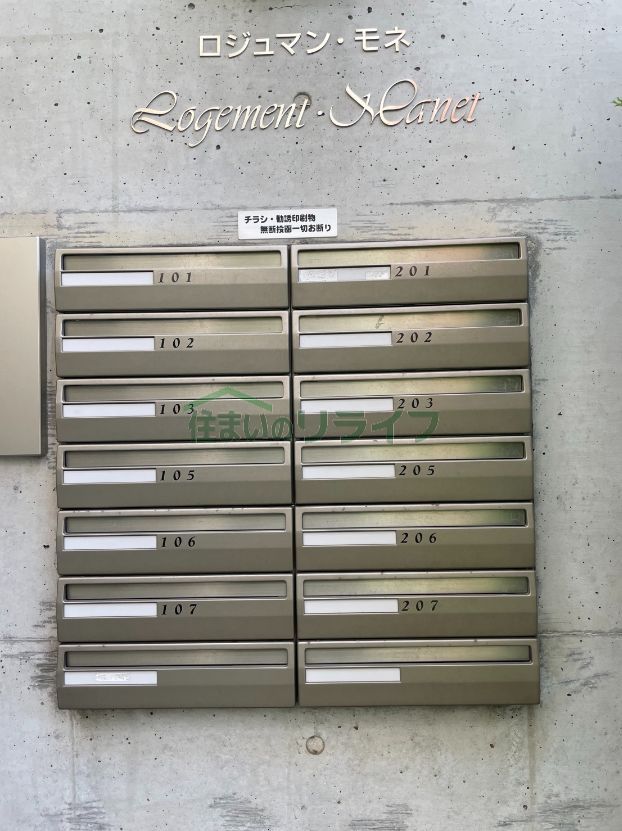 ロジュマン・モネ
Logement・Manet
チラシ・勧誘印刷物
無断投函一切お断り
101 201
102 202
103 203
住まいのリライフ
105 205
106 206
107 207